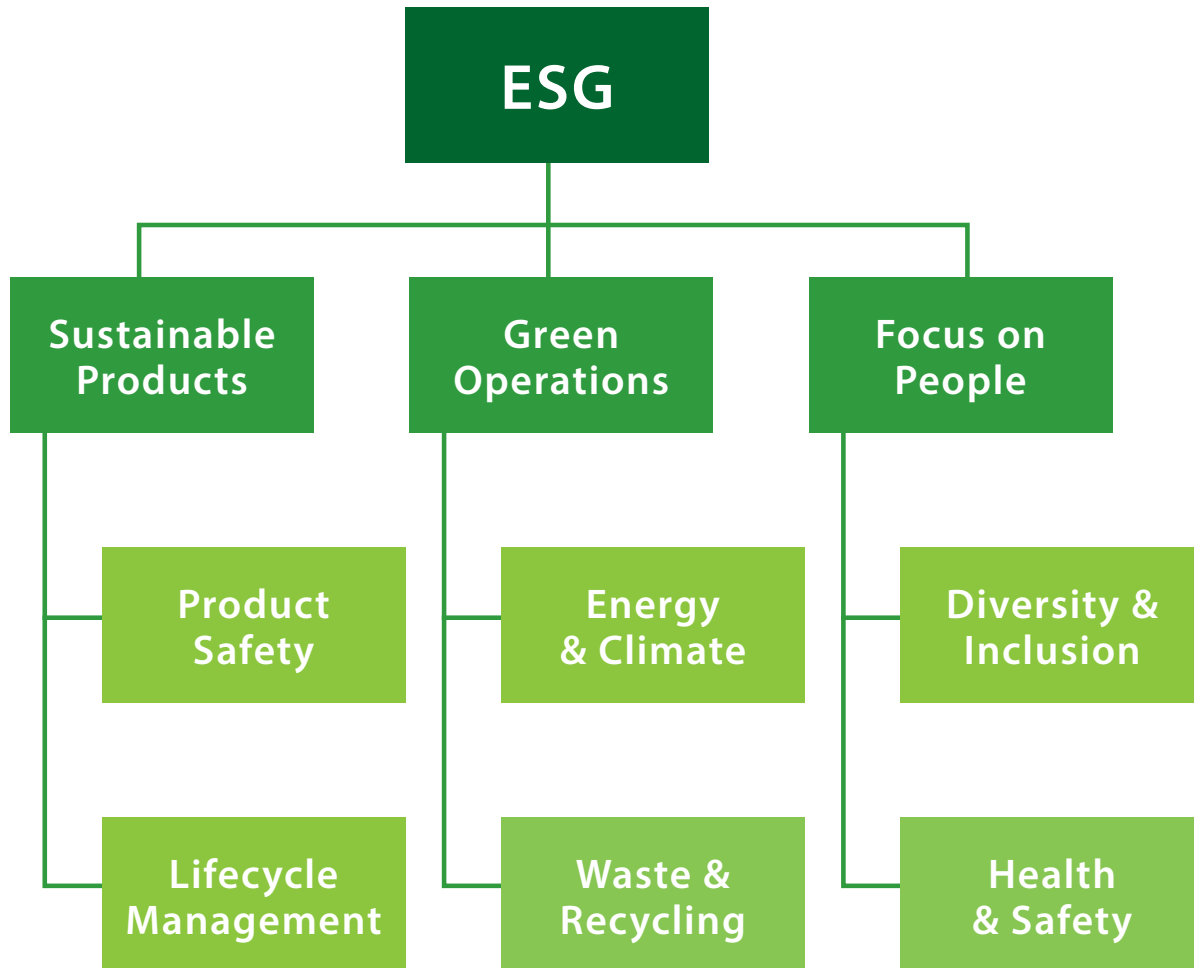 ESG
Sustainable
Products
Green
Operations
Focus on
People
Product
Safety
Energy
& Climate
Diversity &
Inclusion
Lifecycle
Management
Waste &
Recycling
Health
& Safety